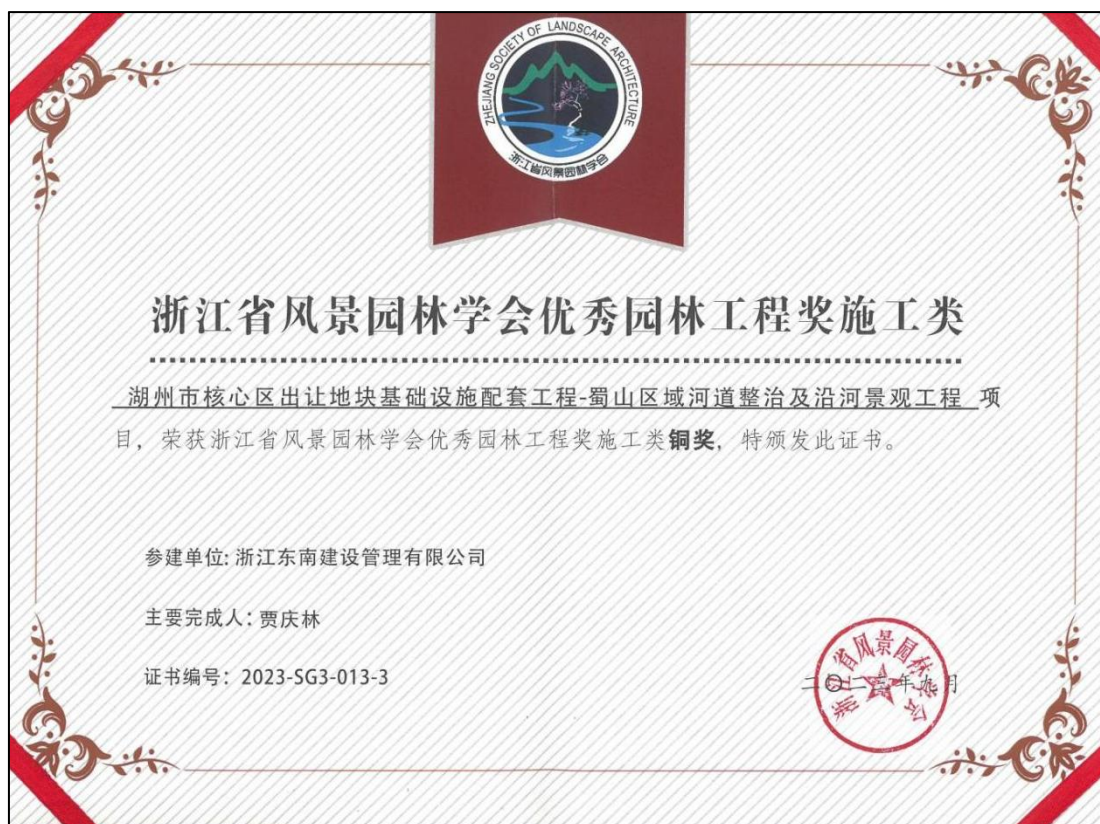 ZHEJIANG SOCIETY OF LANDSCAPE ARCHITECTURE
浙江省风景园林学会
浙江省风景园林学会优秀园林工程奖施工类
湖州市核心区出让地块基础设施配套工程-蜀山区域河道整治及沿河景观工程 项
目，荣获浙江省风景园林学会优秀园林工程奖施工类铜奖，特颁发此证书。
参建单位:浙江东南建设管理有限公司
主要完成人：贾庆林
证书编号：2023-SG3-013-3
二〇二三年九月
浙江省风景园林学会